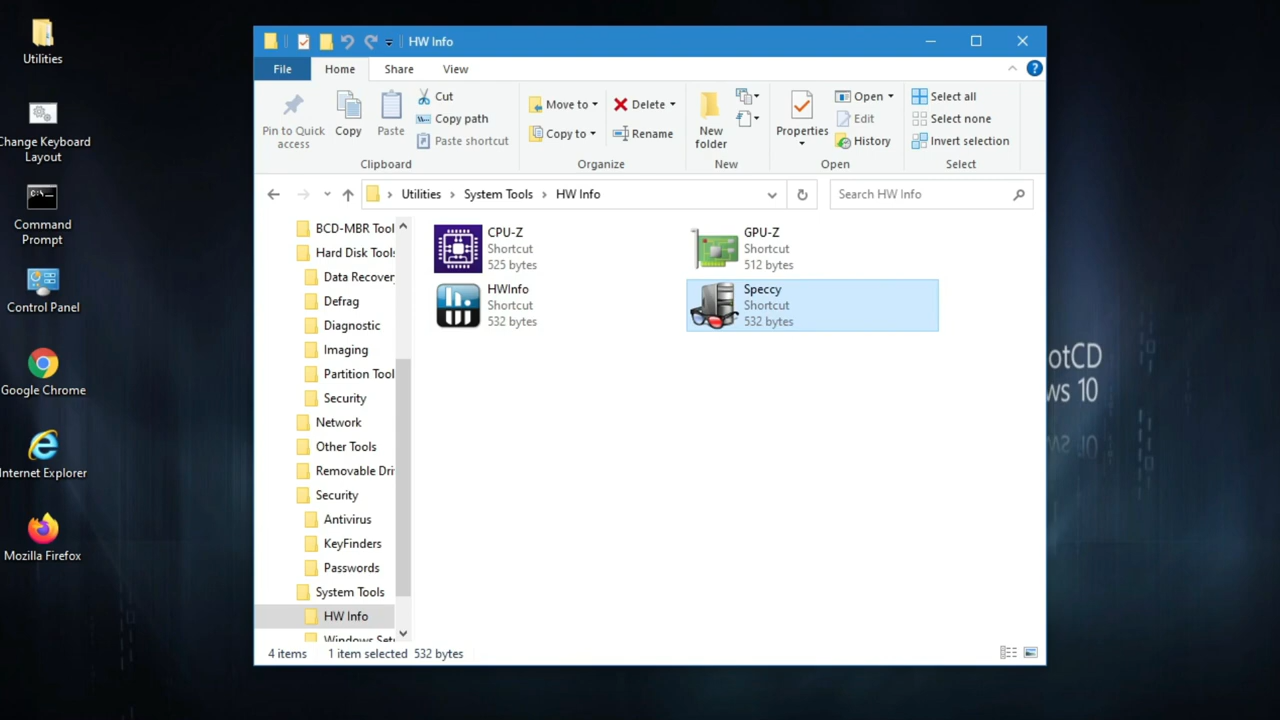 Utilities
Change Keyboard
Layout
Command
Prompt
Control Panel
Google Chrome
Internet Explorer
Mozilla Firefox
HW Info
File
Home
Share
View
Pin to Quick
access
Copy
Paste
Cut
Copy path
Paste shortcut
Clipboard
Move to
Copy to
Delete
Rename
Organize
New
folder
New
Properties
Open
Edit
History
Open
Select all
Select none
Invert selection
Select
Utilities
System Tools
HW Info
Search HW Info
BCD-MBR Tool
Hard Disk Tools
Data Recover
Defrag
Diagnostic
Imaging
Partition Tool
Security
Network
Other Tools
Removable Dri
Security
Antivirus
KeyFinders
Passwords
System Tools
HW Info
Windows Set
CPU-Z
Shortcut
525 bytes
GPU-Z
Shortcut
512 bytes
HWInfo
Shortcut
532 bytes
Speccy
Shortcut
532 bytes
4 items
1 item selected 532 bytes
otCD
ws 10